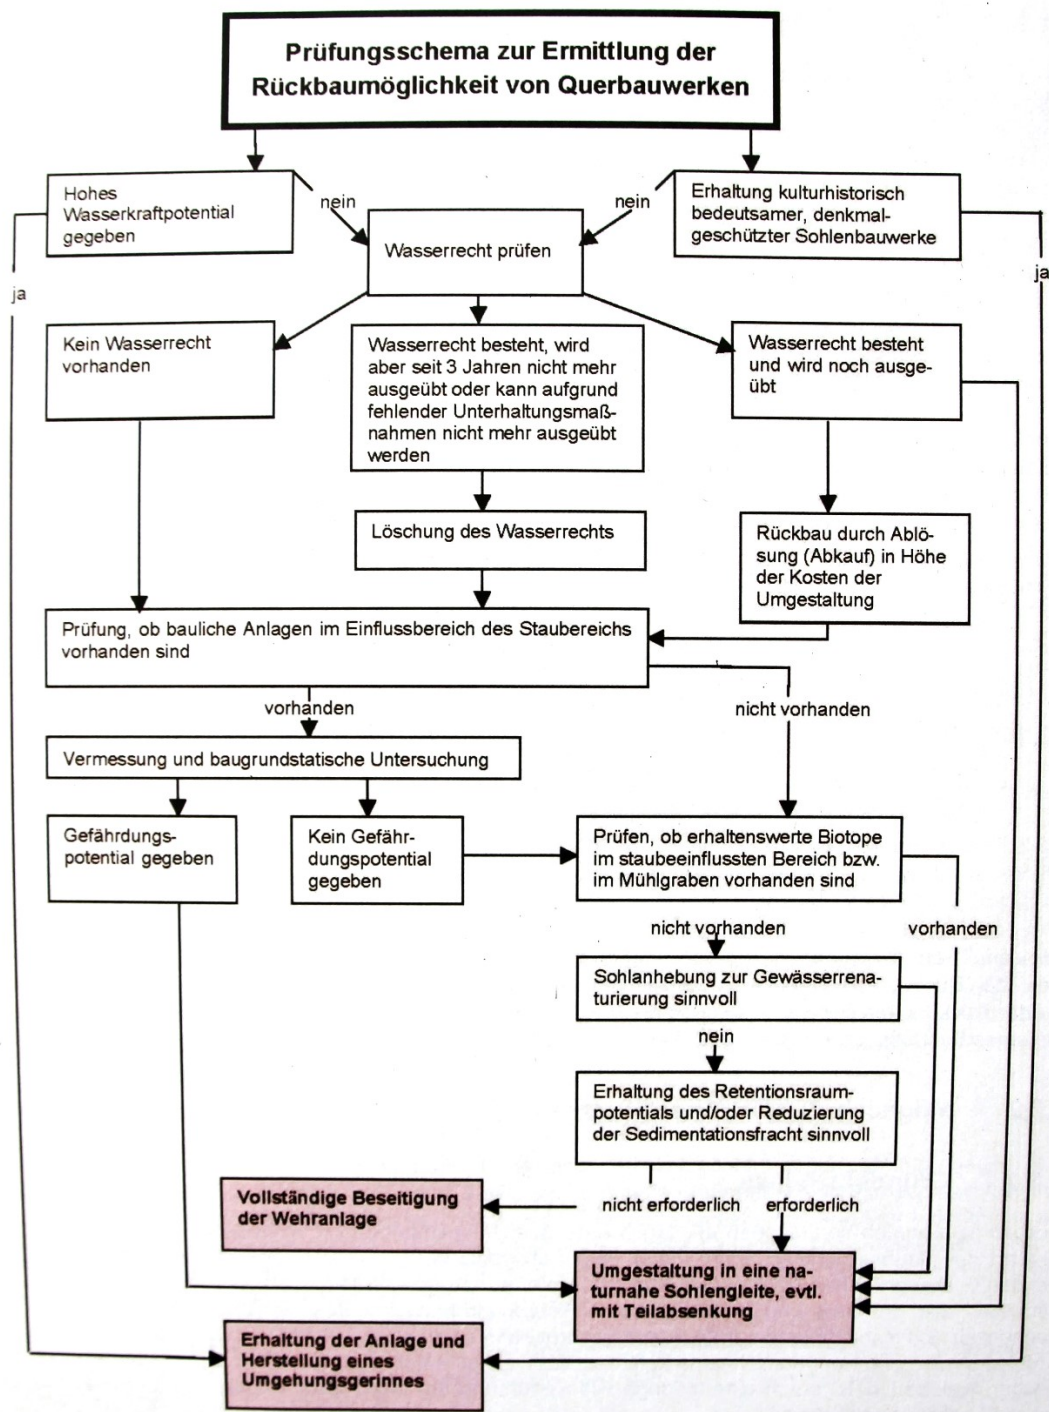 Prüfungsschema zur Ermittlung der
Rückbaumöglichkeit von Querbauwerken
Hohes
Wasserkraftpotential
gegeben
nein
nein
Erhaltung kulturhistorisch
bedeutsamer, denkmal-
geschützter Sohlenbauwerke
Wasserrecht prüfen
ja
ja
Kein Wasserrecht
vorhanden
Wasserrecht besteht, wird
aber seit 3 Jahren nicht mehr
ausgeübt oder kann aufgrund
fehlender Unterhaltungsmaß-
nahmen nicht mehr ausgeübt
werden
Wasserrecht besteht
und wird noch ausge-
übt
Löschung des Wasserrechts
Rückbau durch Ablö-
sung (Abkauf) in Höhe
der Kosten der
Umgestaltung
Prüfung, ob bauliche Anlagen im Einflussbereich des Staubereichs
vorhanden sind
vorhanden
nicht vorhanden
Vermessung und baugrundstatische Untersuchung
Gefährdungs-
potential gegeben
Kein Gefähr-
dungspotential
gegeben
Prüfen, ob erhaltenswerte Biotope
im staubeeinflussten Bereich bzw.
im Mühlgraben vorhanden sind
nicht vorhanden
vorhanden
Sohlanhebung zur Gewässerrena-
turierung sinnvoll
nein
Erhaltung des Retentionsraum-
potentials und/oder Reduzierung
der Sedimentationsfracht sinnvoll
Vollständige Beseitigung
der Wehranlage
nicht erforderlich
erforderlich
Umgestaltung in eine na-
turnahe Sohlengleite, evtl.
mit Teilabsenkung
Erhaltung der Anlage und
Herstellung eines
Umgehungsgerinnes